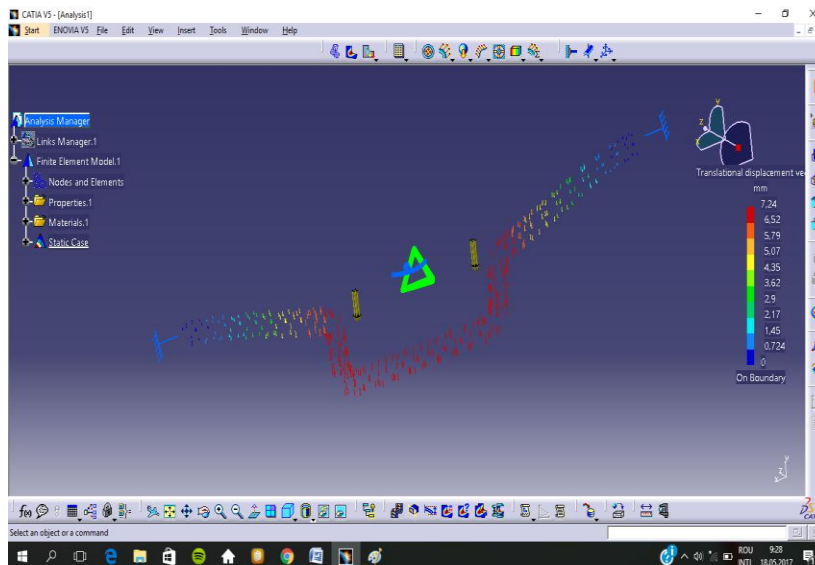 CATIA V5 - [Analysis1]
Start ENOVIA V5 File Edit View Insert Tools Window Help
Analysis Manager
Links Manager.1
Finite Element Model.1
Nodes and Elements
Properties.1
Materials.1
Static Case
Translational displacement vec
mm
7,24
6,52
5,79
5,07
4,35
3,62
2,9
2,17
1,45
0,724
0
On Boundary
Select an object or a command
ROU 9:28
INTL 18.05.2017